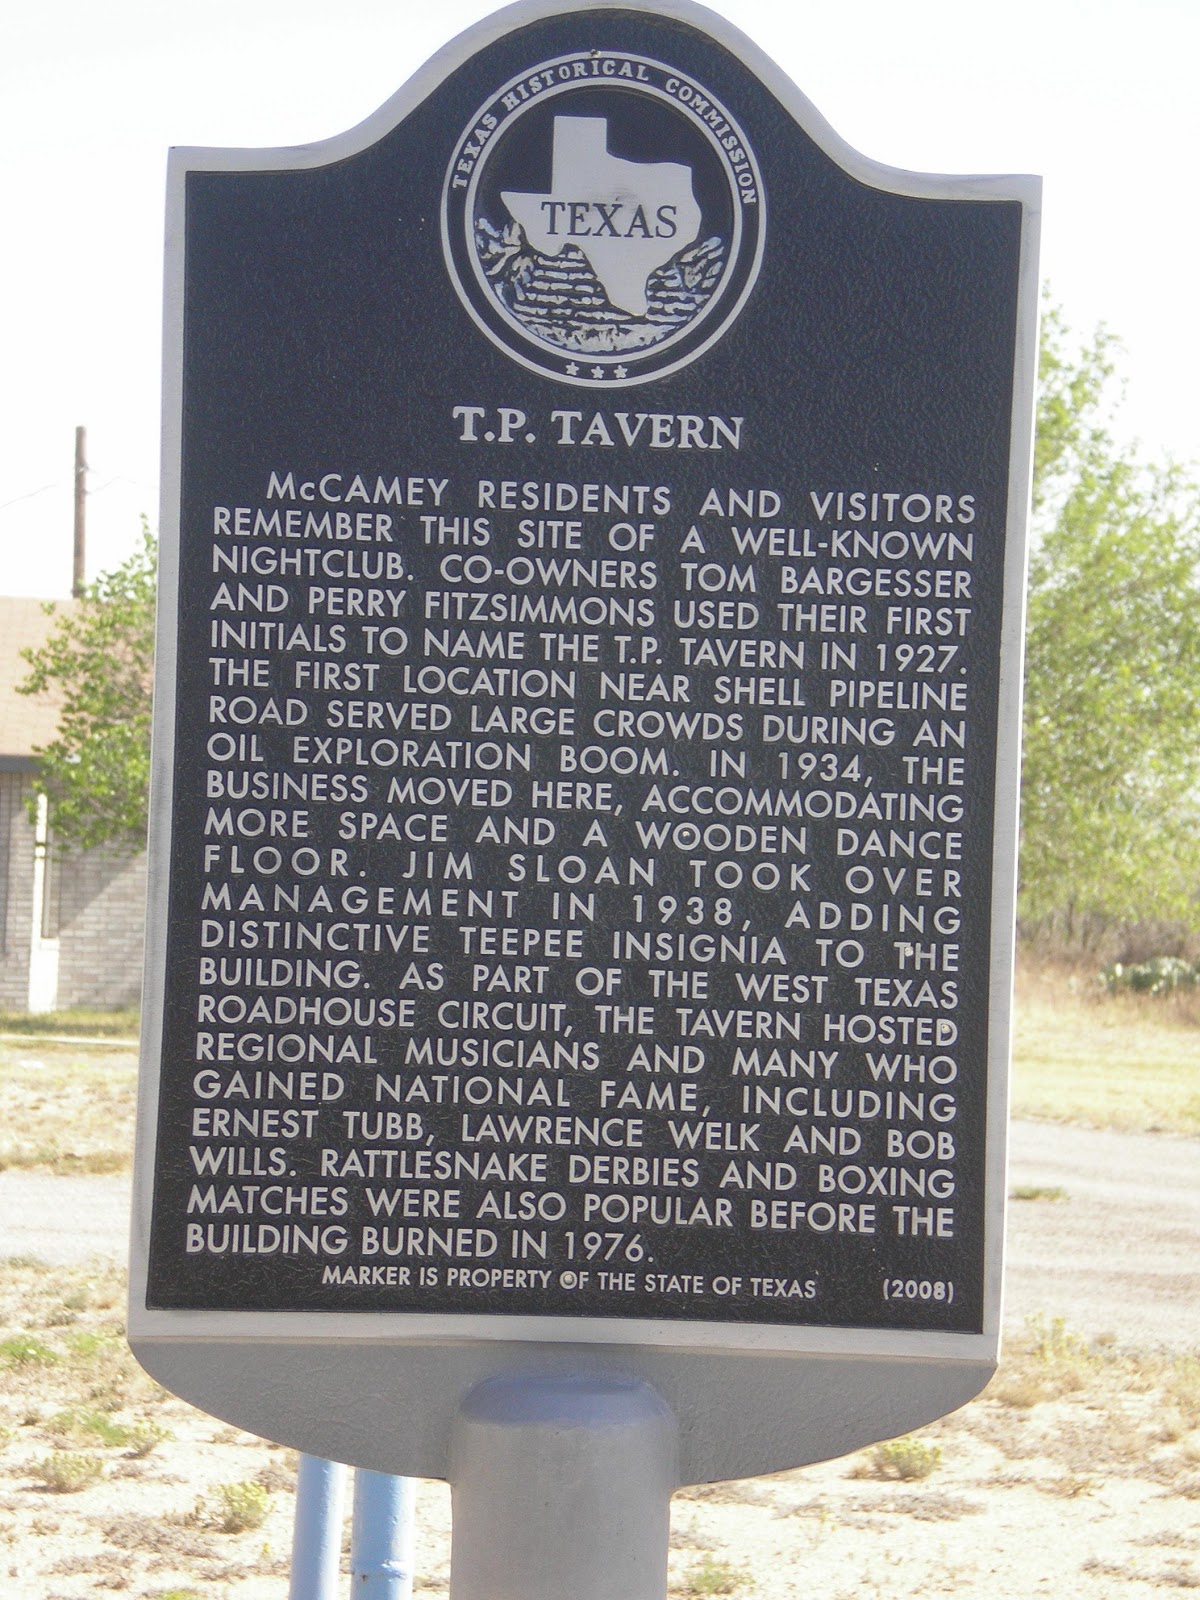 TEXAS HISTORICAL COMMISSION
TEXAS
T.P. TAVERN
McCAMEY RESIDENTS AND VISITORS
REMEMBER THIS SITE OF A WELL-KNOWN
NIGHTCLUB. CO-OWNERS TOM BARGESSER
AND PERRY FITZSIMMONS USED THEIR FIRST
INITIALS TO NAME THE T.P. TAVERN IN 1927.
THE FIRST LOCATION NEAR SHELL PIPELINE
ROAD SERVED LARGE CROWDS DURING AN
OIL EXPLORATION BOOM. IN 1934, THE
BUSINESS MOVED HERE, ACCOMMODATING
MORE SPACE AND A WOODEN DANCE
FLOOR. JIM SLOAN TOOK OVER
MANAGEMENT IN 1938, ADDING
DISTINCTIVE TEEPEE INSIGNIA TO THE
BUILDING. AS PART OF THE WEST TEXAS
ROADHOUSE CIRCUIT, THE TAVERN HOSTED
REGIONAL MUSICIANS AND MANY WHO
GAINED NATIONAL FAME, INCLUDING
ERNEST TUBB, LAWRENCE WELK AND BOB
WILLS. RATTLESNAKE DERBIES AND BOXING
MATCHES WERE ALSO POPULAR BEFORE THE
BUILDING BURNED IN 1976.
MARKER IS PROPERTY OF THE STATE OF TEXAS (2008)